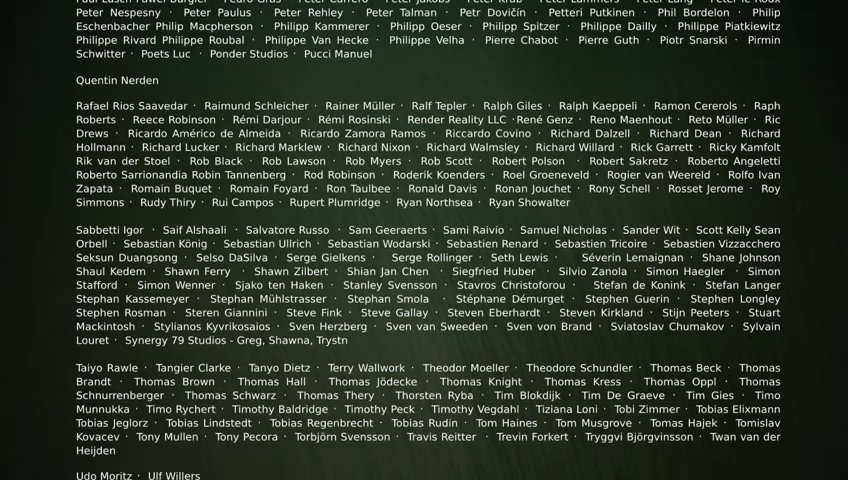 Peter Nespesny · Peter Paulus · Peter Rehley · Peter Talman · Petr Dovičín · Petteri Putkinen · Phil Bordelon · Philip
Eschenbacher Philip Macpherson · Philipp Kammerer · Philipp Oeser · Philipp Spitzer · Philippe Dailly · Philippe Piatkiewitz
Philippe Rivard Philippe Roubal · Philippe Van Hecke · Philippe Velha · Pierre Chabot · Pierre Guth · Piotr Snarski · Pirmin
Schwitter · Poets Luc · Ponder Studios · Pucci Manuel
Quentin Nerden
Rafael Rios Saavedar · Raimund Schleicher · Rainer Müller · Ralf Tepler · Ralph Giles · Ralph Kaeppeli · Ramon Cererols · Raph
Roberts · Reece Robinson · Rémi Darjour · Rémi Rosinski · Render Reality LLC ·René Genz · Reno Maenhout · Reto Müller · Ric
Drews · Ricardo Américo de Almeida · Ricardo Zamora Ramos · Riccardo Covino · Richard Dalzell · Richard Dean · Richard
Hollmann · Richard Lucker · Richard Marklew · Richard Nixon · Richard Walmsley · Richard Willard · Rick Garrett · Ricky Kamfolt
Rik van der Stoel · Rob Black · Rob Lawson · Rob Myers · Rob Scott · Robert Polson · Robert Sakretz · Roberto Angeletti
Roberto Sarrionandia Robin Tannenberg · Rod Robinson · Roderik Koenders · Roel Groeneveld · Rogier van Weereld · Rolfo Ivan
Zapata · Romain Buquet · Romain Foyard · Ron Taulbee · Ronald Davis · Ronan Jouchet · Rony Schell · Rosset Jerome · Roy
Simmons · Rudy Thiry · Rui Campos · Rupert Plumridge · Ryan Northsea · Ryan Showalter
Sabbetti Igor · Saif Alshaali · Salvatore Russo · Sam Geeraerts · Sami Raivio · Samuel Nicholas · Sander Wit · Scott Kelly Sean
Orbell · Sebastian König · Sebastian Ullrich · Sebastian Wodarski · Sebastien Renard · Sebastien Tricoire · Sebastien Vizzacchero
Seksun Duangsong · Selso DaSilva · Serge Gielkens · Serge Rollinger · Seth Lewis · Séverin Lemaignan · Shane Johnson
Shaul Kedem · Shawn Ferry · Shawn Zilbert · Shian Jan Chen · Siegfried Huber · Silvio Zanola · Simon Haegler · Simon
Stafford · Simon Wenner · Sjako ten Haken · Stanley Svensson · Stavros Christoforou · Stefan de Konink · Stefan Langer
Stephan Kassemeyer · Stephan Mühlstrasser · Stephan Smola · Stéphane Démurget · Stephen Guerin · Stephen Longley
Stephen Rosman · Steren Giannini · Steve Fink · Steve Gallay · Steven Eberhardt · Steven Kirkland · Stijn Peeters · Stuart
Mackintosh · Stylianos Kyvrikosaios · Sven Herzberg · Sven van Sweeden · Sven von Brand · Sviatoslav Chumakov · Sylvain
Louret · Synergy 79 Studios - Greg, Shawna, Trystn
Taiyo Rawle · Tangier Clarke · Tanyo Dietz · Terry Wallwork · Theodor Moeller · Theodore Schundler · Thomas Beck · Thomas
Brandt · Thomas Brown · Thomas Hall · Thomas Jödecke · Thomas Knight · Thomas Kress · Thomas Oppl · Thomas
Schnurrenberger · Thomas Schwarz · Thomas Thery · Thorsten Ryba · Tim Blokdijk · Tim De Graeve · Tim Gies · Timo
Munnukka · Timo Rychert · Timothy Baldridge · Timothy Peck · Timothy Vegdahl · Tiziana Loni · Tobi Zimmer · Tobias Elixmann
Tobias Jeglorz · Tobias Lindstedt · Tobias Regenbrecht · Tobias Rudin · Tom Haines · Tom Musgrove · Tomas Hajek · Tomislav
Kovacev · Tony Mullen · Tony Pecora · Torbjörn Svensson · Travis Reitter · Trevin Forkert · Tryggvi Björgvinsson · Twan van der
Heijden
Udo Moritz · Ulf Willers